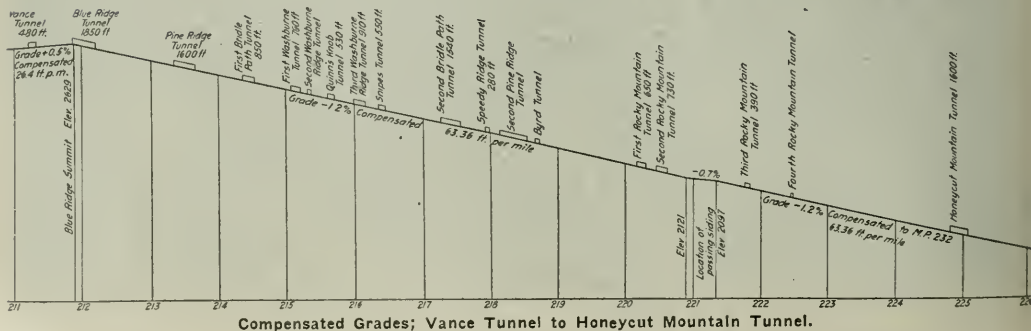 Vance
Tunnel
480 ft.
Blue Ridge
Tunnel
1850 ft
Pine Ridge
Tunnel
1600 ft
First Bridle
Path Tunnel
850 ft.
First Washburne
Tunnel 760 ft
Second Washburne
Ridge Tunnel
Quinn's Knob
Tunnel 530 ft
Third Washburne
Ridge Tunnel 910 ft
Snipes Tunnel 550 ft.
Second Bridle Path
Tunnel 1640 ft.
Speedy Ridge Tunnel
280 ft
Second Pine Ridge
Tunnel
Byrd Tunnel
First Rocky Mountain
Tunnel 650 ft
Second Rocky Mountain
Tunnel 730 ft.
Third Rocky Mountain
Tunnel 390 ft
Fourth Rocky Mountain Tunnel
Honeycut Mountain Tunnel 1600 ft.
Grade +0.5%
Compensated
26.4 ft. p.m.
Blue Ridge Summit Elev. 2629
Grade -1.2% Compensated
63.36 ft. per mile
-0.7%
Elev 2121
Location of
passing siding
Elev 2097
Grade -1.2% Compensated to M.P. 232
63.36 ft per mile
211 212 213 214 215 216 217 218 219 220 221 222 223 224 225
Compensated Grades; Vance Tunnel to Honeycut Mountain Tunnel.